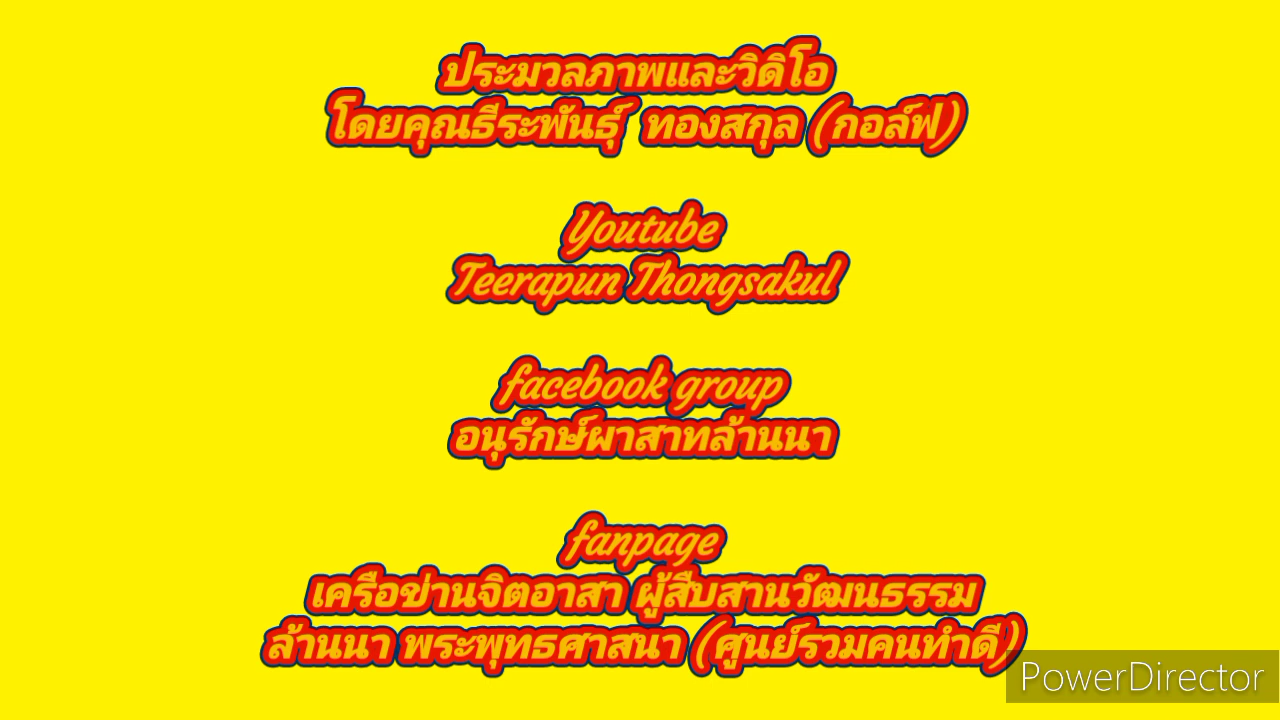 ประมวลภาพและวิดิโอ
โดยคุณธีระพันธุ์ ทองสกุล (กอล์ฟ)
Youtube
Teerapun Thongsakul
facebook group
อนุรักษ์ผาสาทล้านนา
fanpage
เครือข่านจิตอาสา ผู้สืบสานวัฒนธรรม
ล้านนา พระพุทธศาสนา (ศูนย์รวมคนทำดี)
PowerDirector